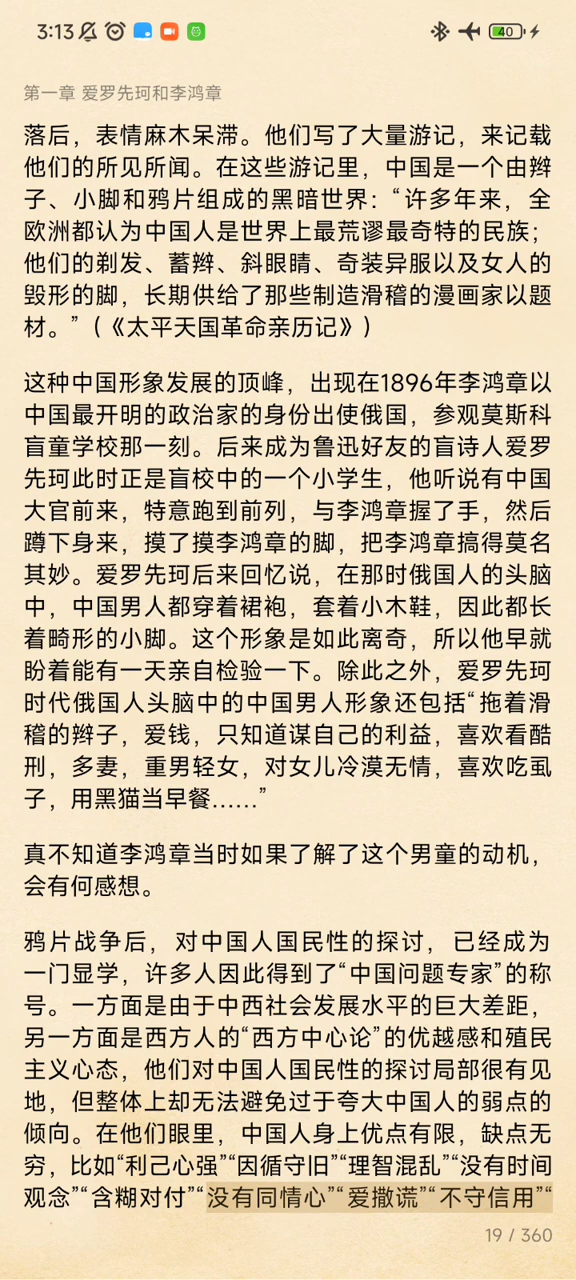 3:13
40
第一章 爱罗先珂和李鸿章
落后，表情麻木呆滞。他们写了大量游记，来记载
他们的所见所闻。在这些游记里，中国是一个由辫
子、小脚和鸦片组成的黑暗世界：“许多年来，全
欧洲都认为中国人是世界上最荒谬最奇特的民族；
他们的剃发、蓄辫、斜眼睛、奇装异服以及女人的
毁形的脚，长期供给了那些制造滑稽的漫画家以题
材。”（《太平天国革命亲历记》）
这种中国形象发展的顶峰，出现在1896年李鸿章以
中国最开明的政治家的身份出使俄国，参观莫斯科
盲童学校那一刻。后来成为鲁迅好友的盲诗人爱罗
先珂此时正是盲校中的一个小学生，他听说有中国
大官前来，特意跑到前列，与李鸿章握了手，然后
蹲下身来，摸了摸李鸿章的脚，把李鸿章搞得莫名
其妙。爱罗先珂后来回忆说，在那时俄国人的头脑
中，中国男人都穿着裙袍，套着小木鞋，因此都长
着畸形的小脚。这个形象是如此离奇，所以他早就
盼着能有一天亲自检验一下。除此之外，爱罗先珂
时代俄国人头脑中的中国男人形象还包括“拖着滑
稽的辫子，爱钱，只知道谋自己的利益，喜欢看酷
刑，多妻，重男轻女，对女儿冷漠无情，喜欢吃虱
子，用黑猫当早餐……”
真不知道李鸿章当时如果了解了这个男童的动机，
会有何感想。
鸦片战争后，对中国人国民性的探讨，已经成为
一门显学，许多人因此得到了“中国问题专家”的称
号。一方面是由于中西社会发展水平的巨大差距，
另一方面是西方人的“西方中心论”的优越感和殖民
主义心态，他们对中国人国民性的探讨局部很有见
地，但整体上却无法避免过于夸大中国人的弱点的
倾向。在他们眼里，中国人身上优点有限，缺点无
穷，比如“利己心强”“因循守旧”“理智混乱”“没有时间
观念”“含糊对付”“没有同情心”“爱撒谎”“不守信用”“
19 / 360